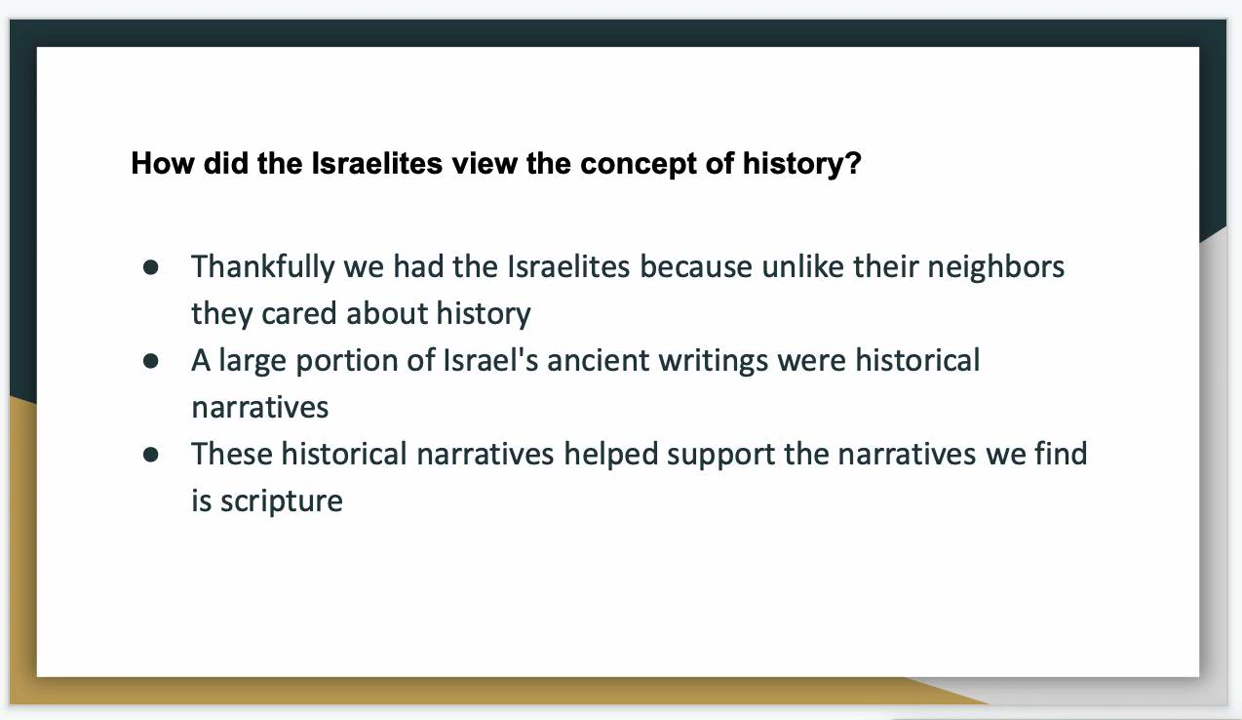 How did the Israelites view the concept of history?
● Thankfully we had the Israelites because unlike their neighbors
they cared about history
● A large portion of Israel's ancient writings were historical
narratives
● These historical narratives helped support the narratives we find
is scripture